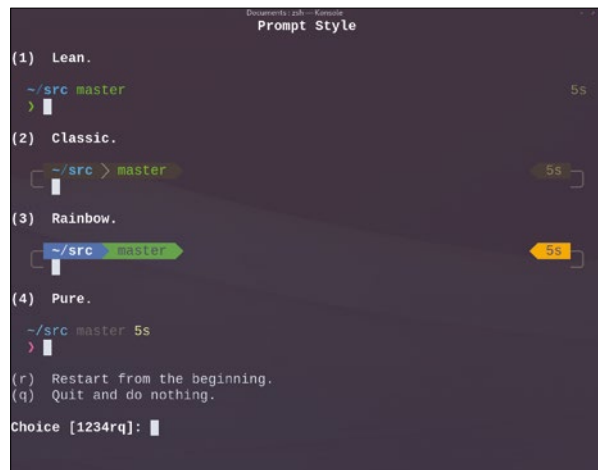 Documents : zsh — Konsole
Prompt Style
(1) Lean.
~/src master 5s
❯
(2) Classic.
~/src master 5s
(3) Rainbow.
~/src master 5s
(4) Pure.
~/src master 5s
❯
(r) Restart from the beginning.
(q) Quit and do nothing.
Choice [1234rq]: